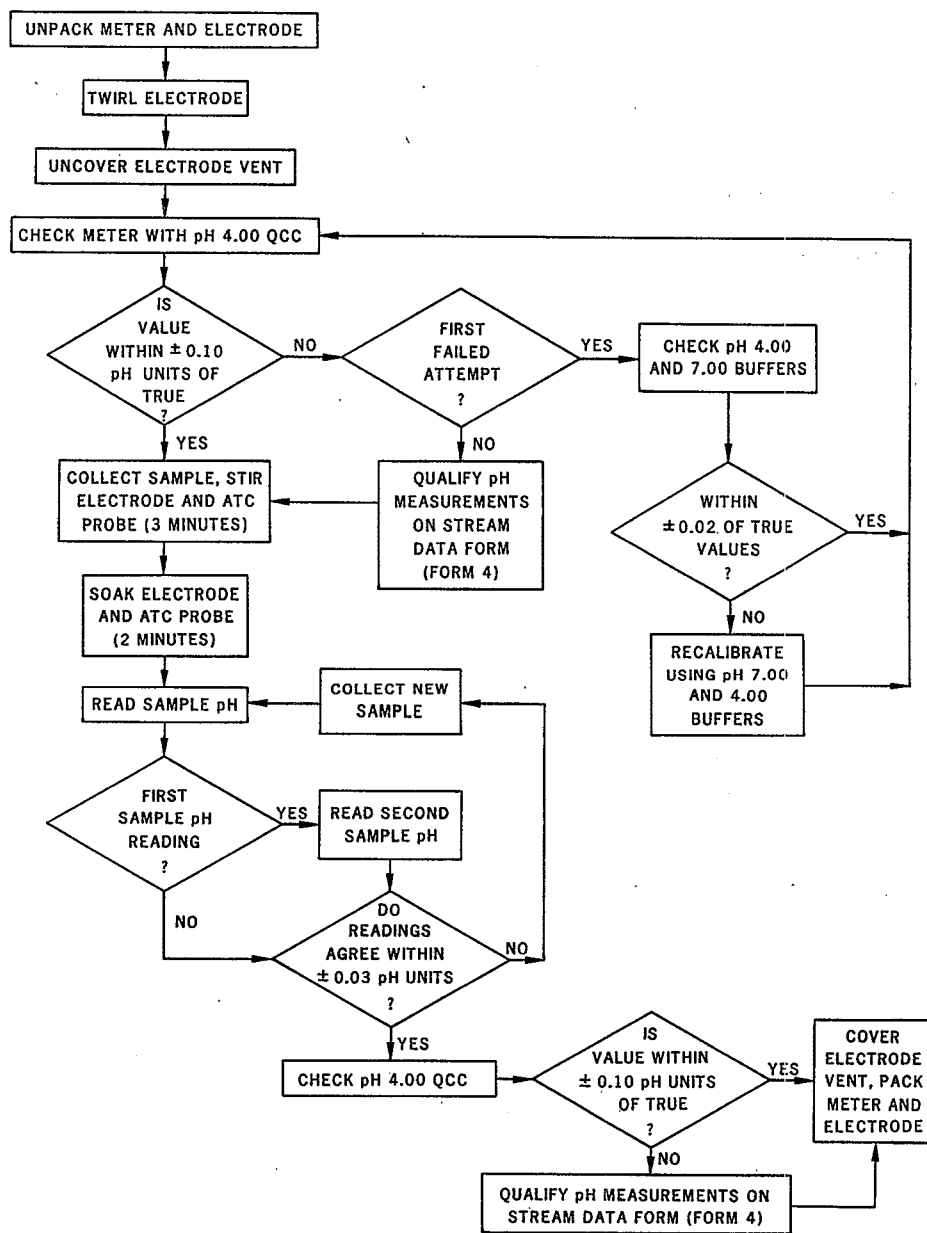 UNPACK METER AND ELECTRODE
TWIRL ELECTRODE
UNCOVER ELECTRODE VENT
CHECK METER WITH pH 4.00 QCC
IS
VALUE
WITHIN ± 0.10
pH UNITS OF
TRUE
?
NO
FIRST
FAILED
ATTEMPT
?
YES
CHECK pH 4.00
AND 7.00 BUFFERS
YES
NO
COLLECT SAMPLE, STIR
ELECTRODE AND ATC
PROBE (3 MINUTES)
QUALIFY pH
MEASUREMENTS
ON STREAM
DATA FORM
(FORM 4)
WITHIN
±0.02 OF TRUE
VALUES
?
YES
NO
SOAK ELECTRODE
AND ATC PROBE
(2 MINUTES)
RECALIBRATE
USING pH 7.00
AND 4.00
BUFFERS
READ SAMPLE pH
COLLECT NEW
SAMPLE
FIRST
SAMPLE pH
READING
?
YES
READ SECOND
SAMPLE pH
NO
DO
READINGS
AGREE WITHIN
± 0.03 pH UNITS
?
NO
YES
CHECK pH 4.00 QCC
IS
VALUE WITHIN
± 0.10 pH UNITS
OF TRUE
?
YES
COVER
ELECTRODE
VENT, PACK
METER AND
ELECTRODE
NO
QUALIFY pH MEASUREMENTS ON
STREAM DATA FORM (FORM 4)